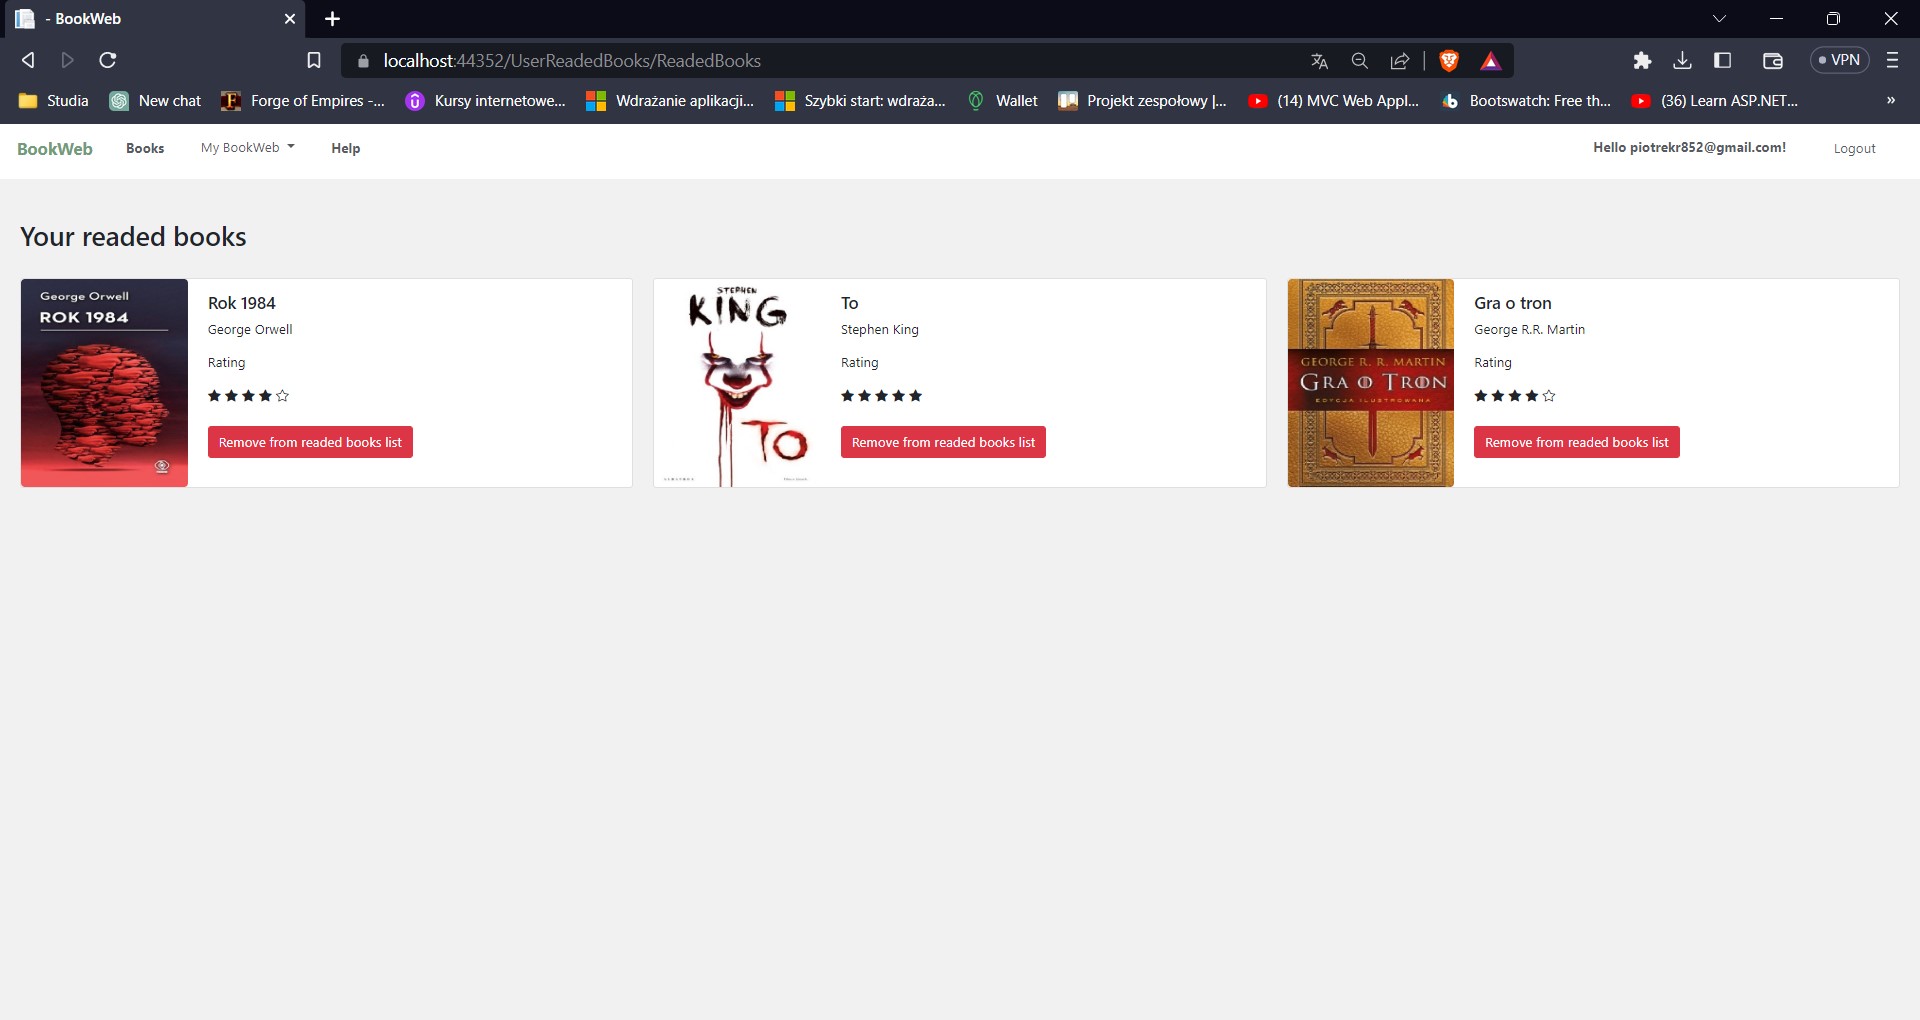 - BookWeb
localhost:44352/UserReadedBooks/ReadedBooks
VPN
Studia
New chat
Forge of Empires -...
Kursy internetowe...
Wdrażanie aplikacji...
Szybki start: wdraża...
Wallet
Projekt zespołowy |...
(14) MVC Web Appl...
Bootswatch: Free th...
(36) Learn ASP.NET...
»
BookWeb
Books
My BookWeb
Help
Hello piotrekr852@gmail.com!
Logout
Your readed books
George Orwell
ROK 1984
Rok 1984
George Orwell
Rating
Remove from readed books list
STEPHEN
KING
TO
To
Stephen King
Rating
Remove from readed books list
GEORGE R. R. MARTIN
GRA O TRON
EDYCJA ILUSTROWANA
Gra o tron
George R.R. Martin
Rating
Remove from readed books list